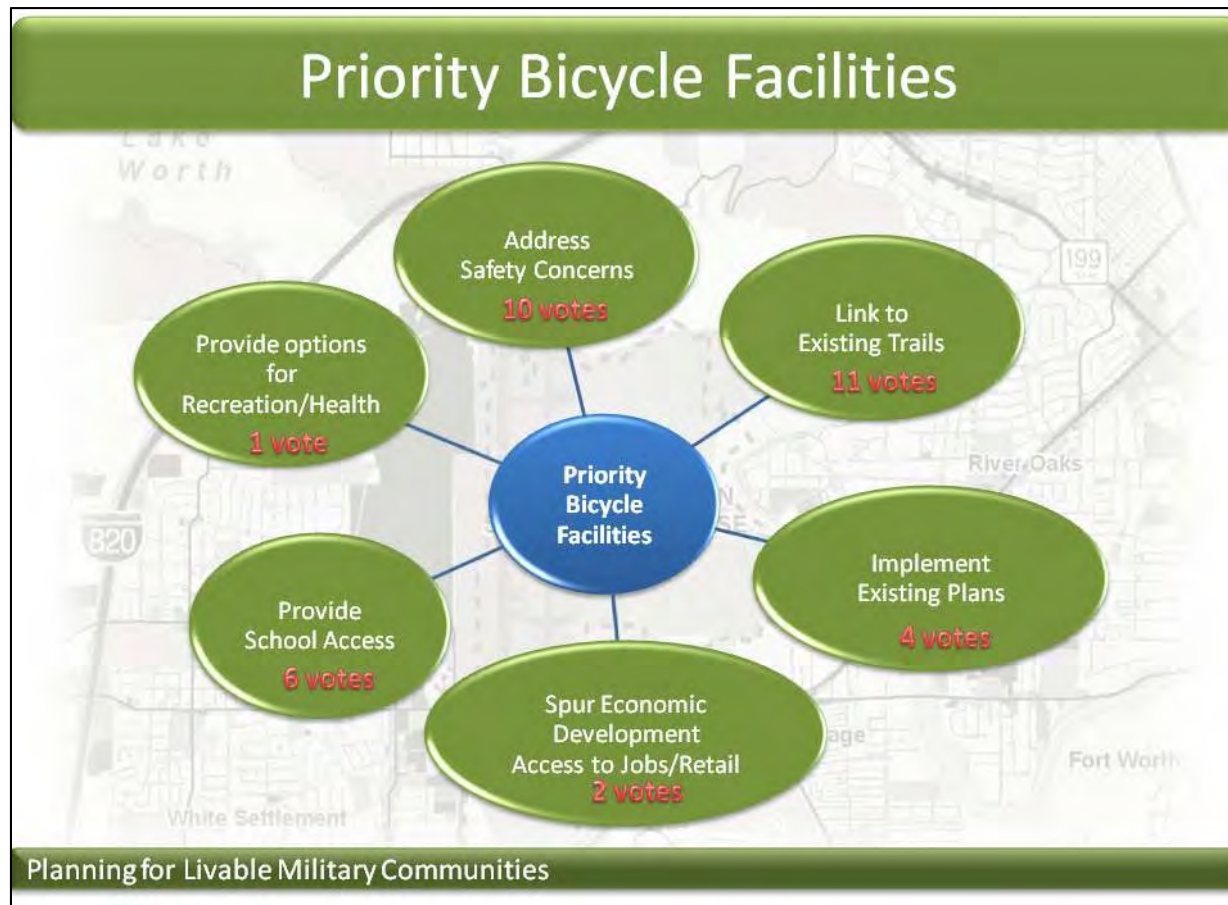 Priority Bicycle Facilities
Lake
Worth
Address
Safety Concerns
10 votes
199
Link to
Existing Trails
11 votes
Provide options
for
Recreation/Health
1 vote
Priority
Bicycle
Facilities
River Oaks
820
Implement
Existing Plans
4 votes
Provide
School Access
6 votes
Spur Economic
Development
Access to Jobs/Retail
2 votes
Fort Worth
White Settlement
Planning for Livable Military Communities